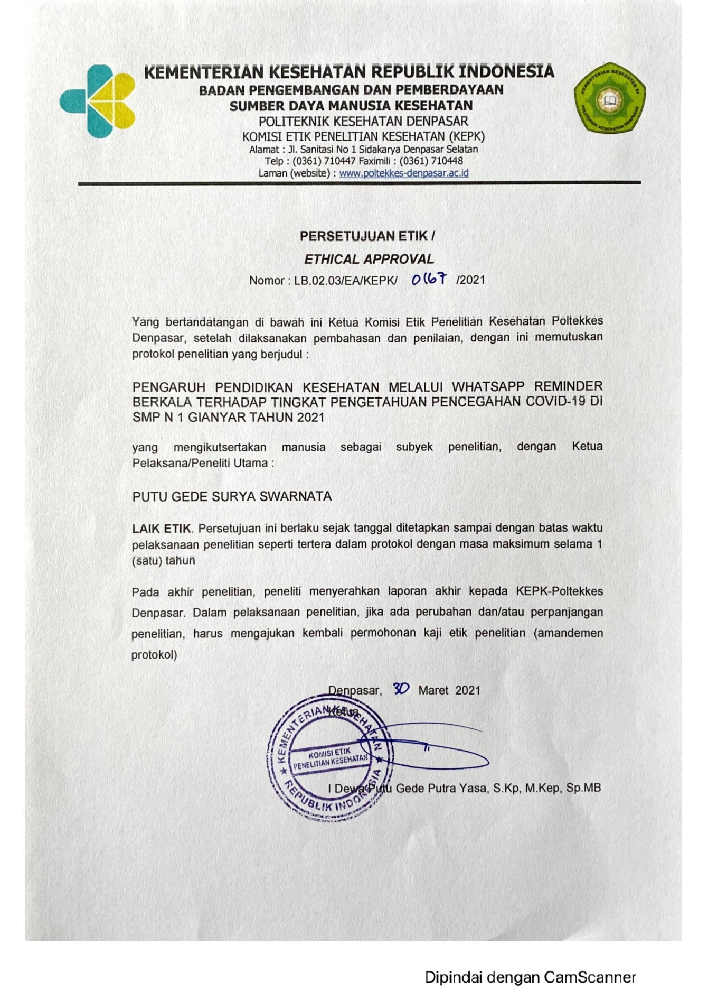 KEMENTERIAN KESEHATAN REPUBLIK INDONESIA
BADAN PENGEMBANGAN DAN PEMBERDAYAAN
SUMBER DAYA MANUSIA KESEHATAN
POLITEKNIK KESEHATAN DENPASAR
KOMISI ETIK PENELITIAN KESEHATAN (KEPK)
Alamat : Jl. Sanitasi No 1 Sidakarya Denpasar Selatan
Telp : (0361) 710447 Faximili : (0361) 710448
Laman (website) : www.poltekkes-denpasar.ac.id
KEMENTERIAN KESEHATAN RI
POLITEKNIK KESEHATAN DENPASAR
PERSETUJUAN ETIK /
ETHICAL APPROVAL
Nomor : LB.02.03/EA/KEPK/ 0167 /2021
Yang bertandatangan di bawah ini Ketua Komisi Etik Penelitian Kesehatan Poltekkes
Denpasar, setelah dilaksanakan pembahasan dan penilaian, dengan ini memutuskan
protokol penelitian yang berjudul :
PENGARUH PENDIDIKAN KESEHATAN MELALUI WHATSAPP REMINDER
BERKALA TERHADAP TINGKAT PENGETAHUAN PENCEGAHAN COVID-19 DI
SMP N 1 GIANYAR TAHUN 2021
yang mengikutsertakan manusia sebagai subyek penelitian, dengan Ketua
Pelaksana/Peneliti Utama :
PUTU GEDE SURYA SWARNATA
LAIK ETIK. Persetujuan ini berlaku sejak tanggal ditetapkan sampai dengan batas waktu
pelaksanaan penelitian seperti tertera dalam protokol dengan masa maksimum selama 1
(satu) tahun
Pada akhir penelitian, peneliti menyerahkan laporan akhir kepada KEPK-Poltekkes
Denpasar. Dalam pelaksanaan penelitian, jika ada perubahan dan/atau perpanjangan
penelitian, harus mengajukan kembali permohonan kaji etik penelitian (amandemen
protokol)
Denpasar, 30 Maret 2021
Ketua
KEMENTERIAN KESEHATAN
KOMISI ETIK
PENELITIAN KESEHATAN
REPUBLIK INDONESIA
I Dewa Putu Gede Putra Yasa, S.Kp, M.Kep, Sp.MB
Dipindai dengan CamScanner